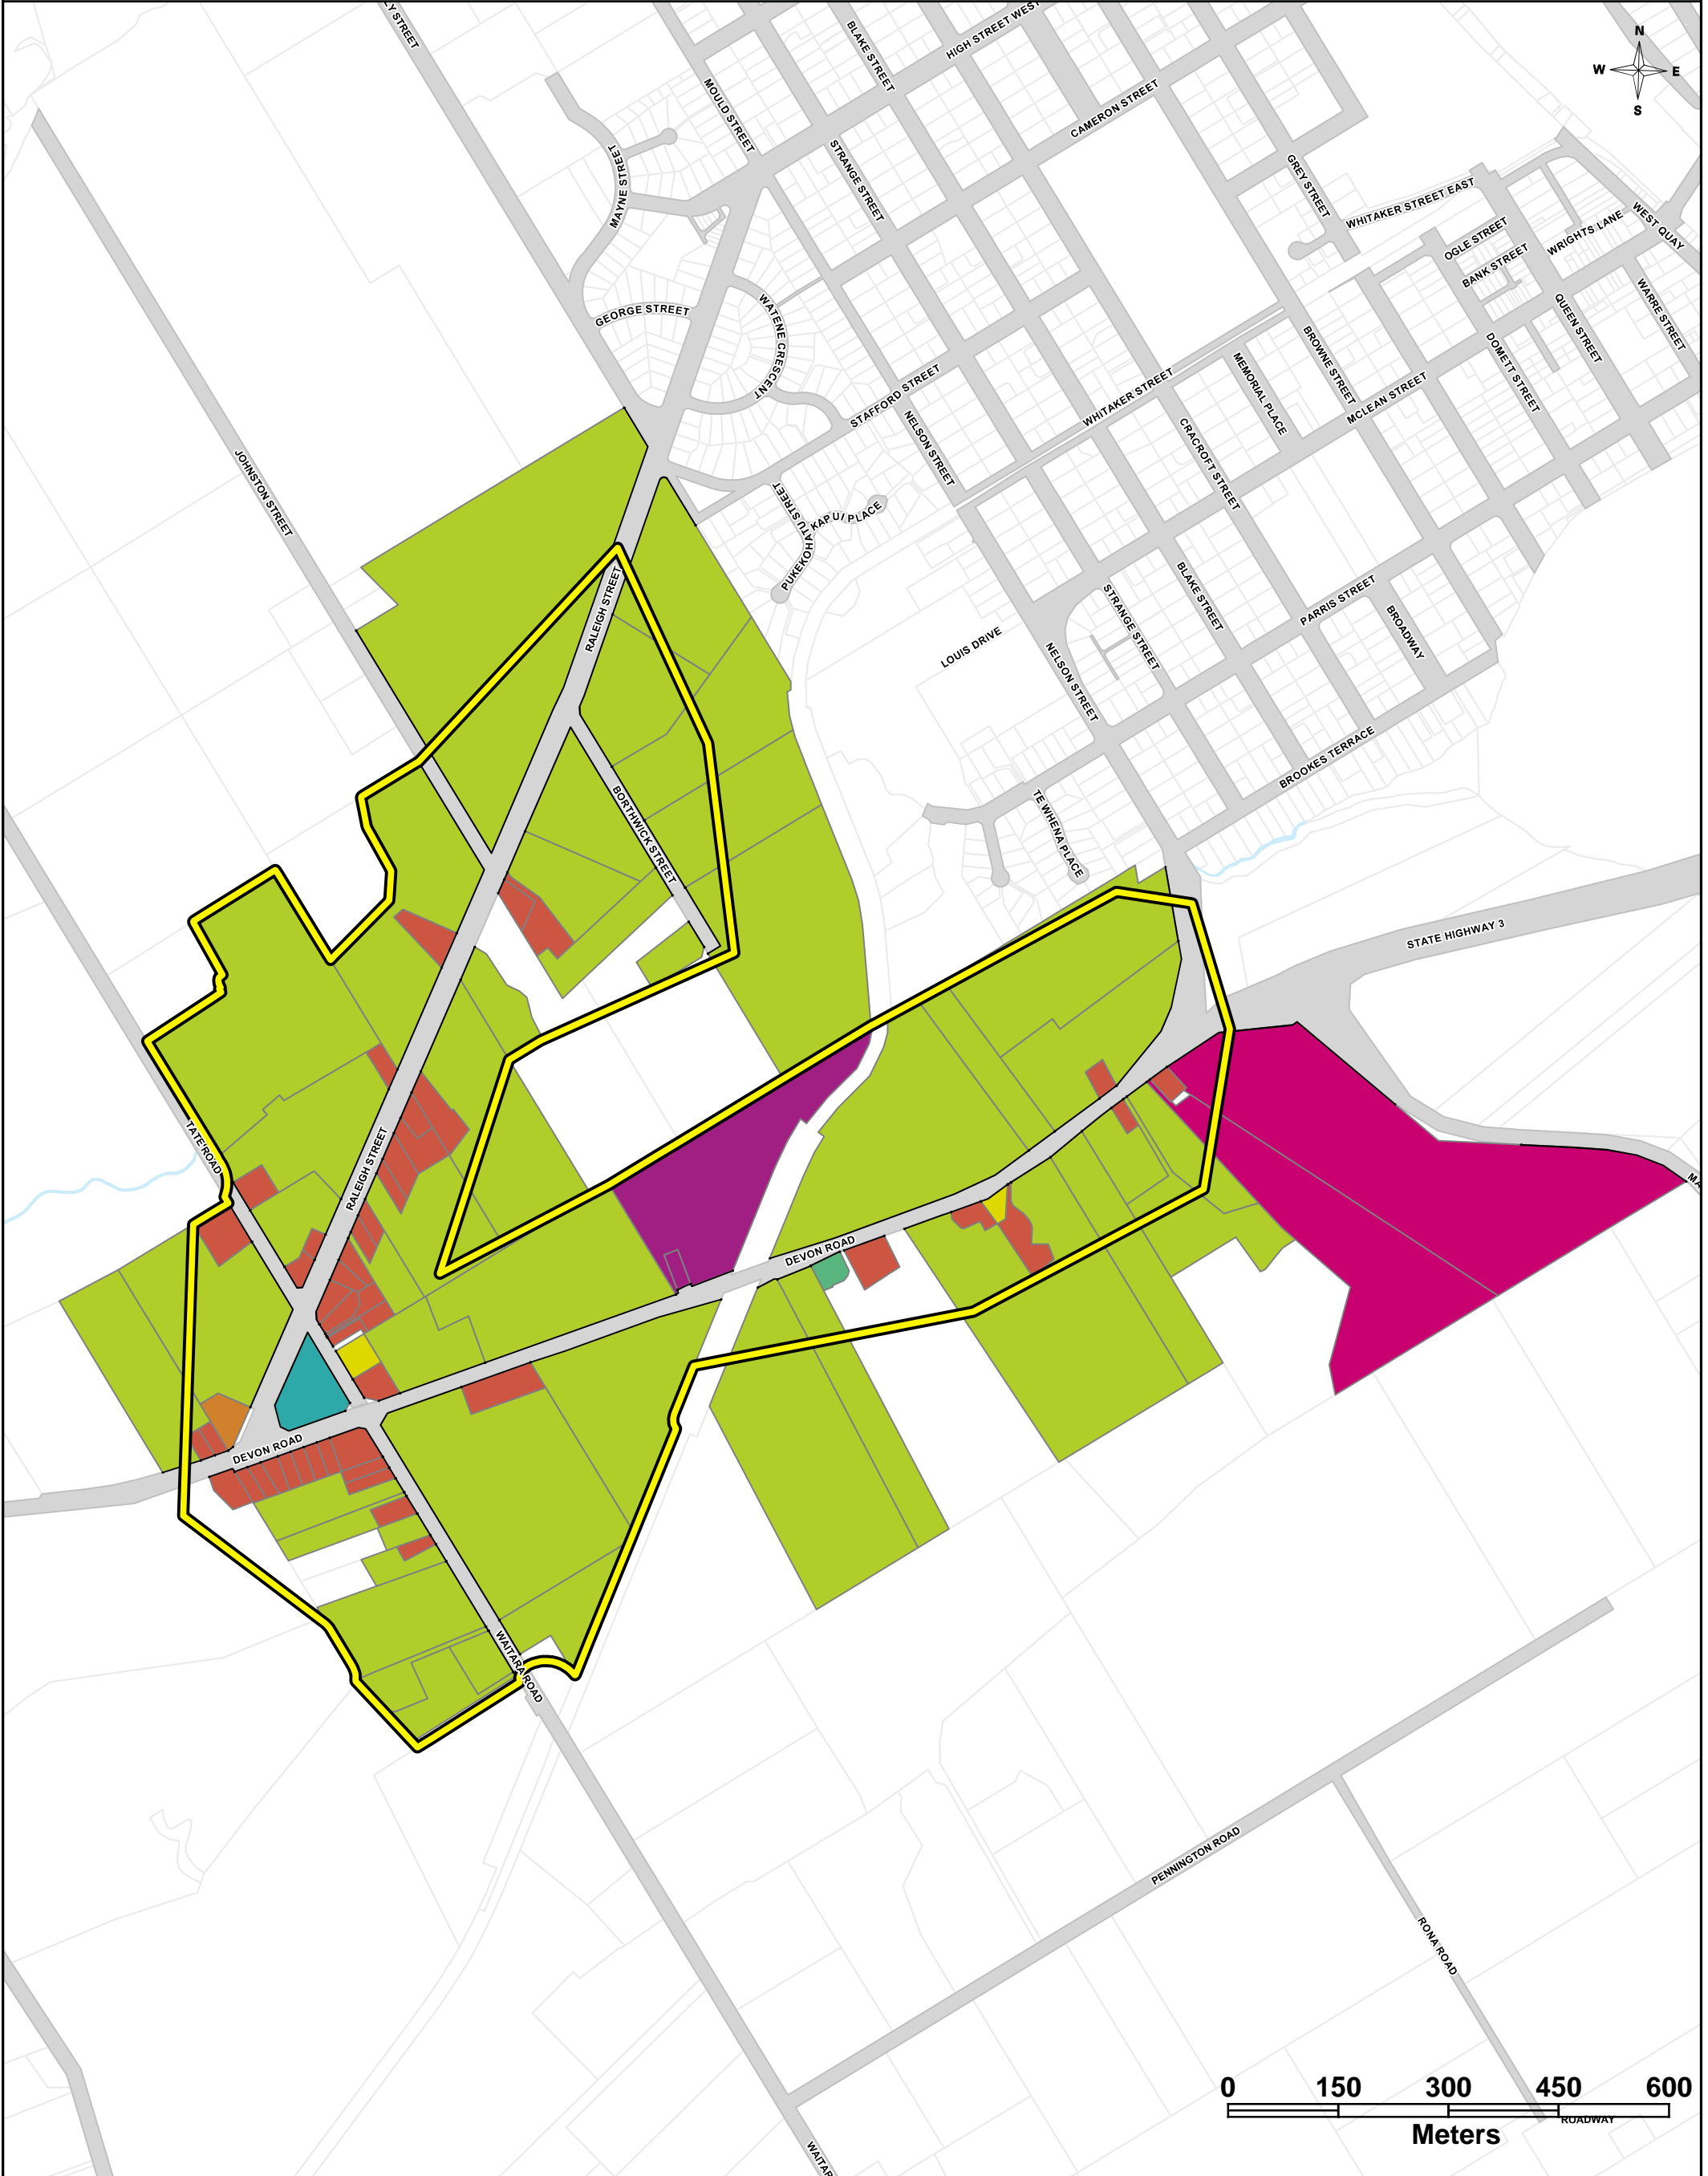 Y STREET
BLAKE STREET
HIGH STREET WEST
N
W
E
S
MOULD STREET
CAMERON STREET
STRANGE STREET
MAYNE STREET
GREY STREET
WHITAKER STREET EAST
WEST QUAY
OGLE STREET
WRIGHTS LANE
BANK STREET
GEORGE STREET
WATENE CRESCENT
QUEEN STREET
WARRE STREET
BROWNE STREET
DOMETT STREET
MEMORIAL PLACE
STAFFORD STREET
WHITAKER STREET
MCLEAN STREET
NELSON STREET
CRACROFT STREET
JOHNSTON STREET
PUKEKOHATU STREET
KAPUI PLACE
RALEIGH STREET
STRANGE STREET
BLAKE STREET
PARRIS STREET
BROADWAY
LOUIS DRIVE
NELSON STREET
BROOKES TERRACE
BORTHWICK STREET
TE WHENA PLACE
STATE HIGHWAY 3
TATE ROAD
RALEIGH STREET
MA
DEVON ROAD
DEVON ROAD
WAITARA ROAD
PENNINGTON ROAD
RONA ROAD
0 150 300 450 600
ROADWAY
Meters
WAITAR